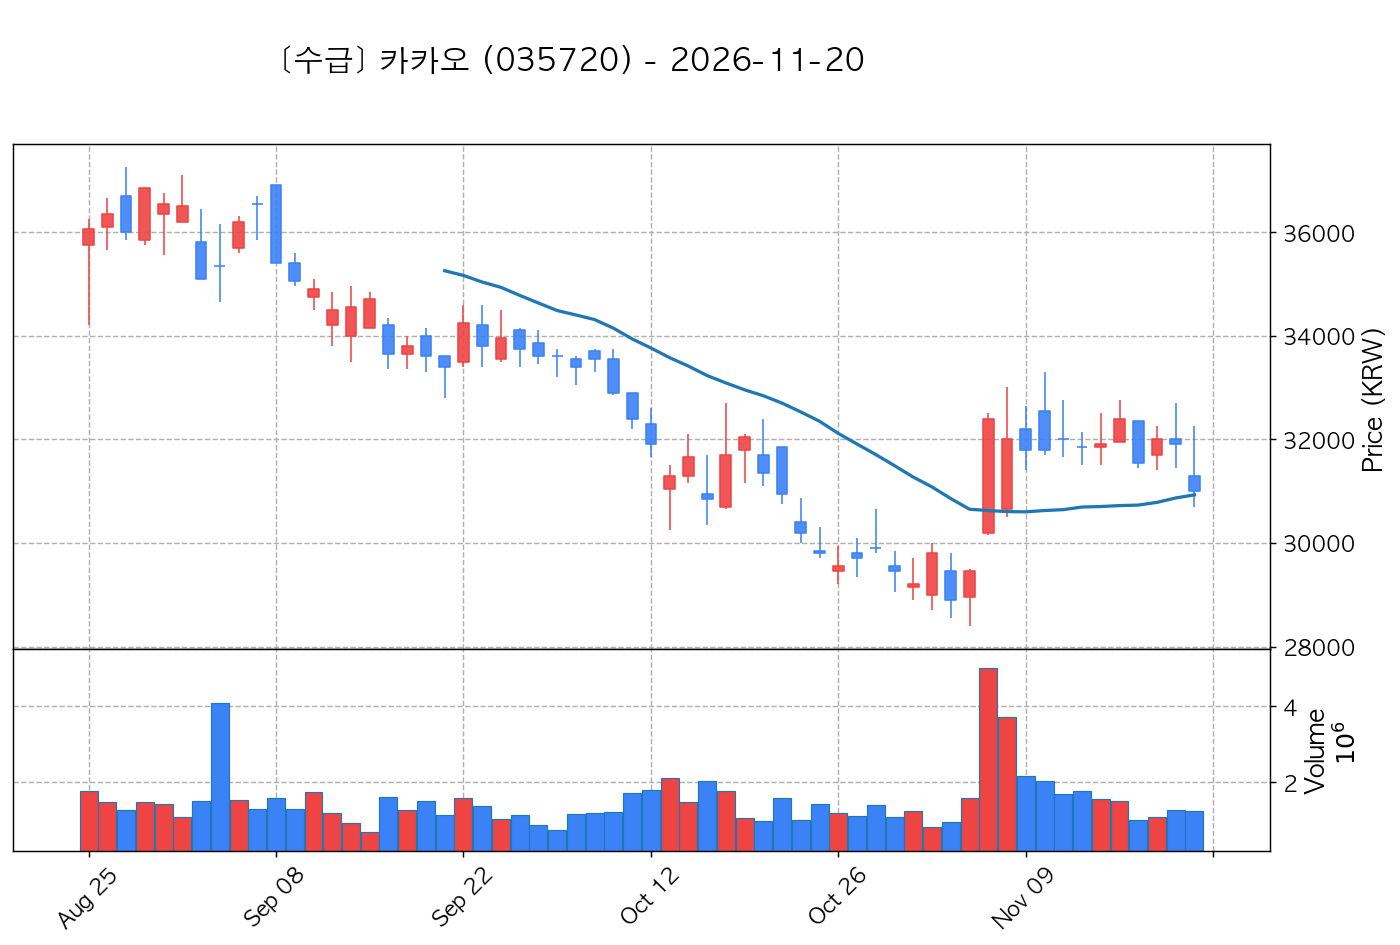 〔수급〕 카카오 (035720) - 2026-11-20
36000
34000
32000
30000
28000
Price (KRW)
4
2
Volume
10⁶
Aug 25
Sep 08
Sep 22
Oct 12
Oct 26
Nov 09